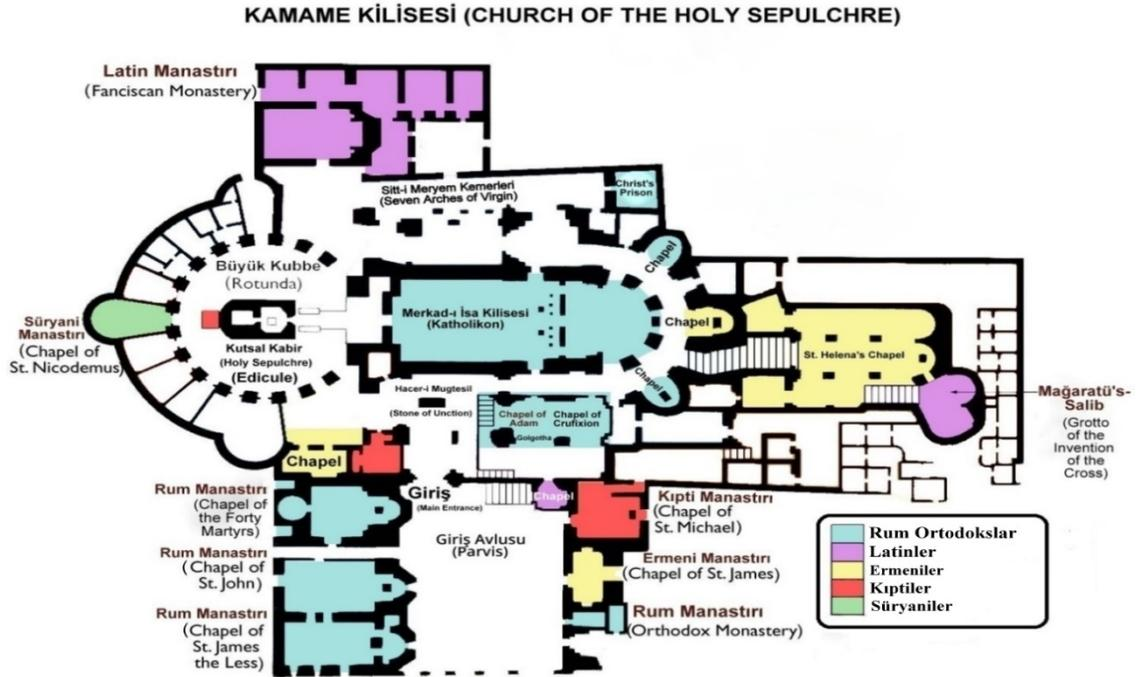 KAMAME KİLİSESİ (CHURCH OF THE HOLY SEPULCHRE)
Latin Manastırı
(Fanciscan Monastery)
Sitt-i Meryem Kemerleri
(Seven Arches of Virgin)
Christ's
Prison
Chapel
Büyük Kubbe
(Rotunda)
Merkad-ı İsa Kilisesi
(Katholikon)
Chapel
St. Helena's Chapel
Süryani
Manastırı
(Chapel of
St. Nicodemus)
Kutsal Kabir
(Holy Sepulchre)
(Edicule)
Chapel
Hacer-i Mugtesil
(Stone of Unction)
Chapel of
Adam
Chapel of
Crufixion
Golgotha
Mağaratü's-
Salib
(Grotto
of the
Invention
of the
Cross)
Chapel
Rum Manastırı
(Chapel of
the Forty
Martyrs)
Giriş
(Main Entrance)
Chapel
Kıpti Manastırı
(Chapel of
St. Michael)
Giriş Avlusu
(Parvis)
Rum Manastırı
(Chapel of
St. John)
Ermeni Manastırı
(Chapel of St. James)
Rum Manastırı
(Chapel of
St. James
the Less)
Rum Manastırı
(Orthodox Monastery)
Rum Ortodokslar
Latinler
Ermeniler
Kıptiler
Süryaniler